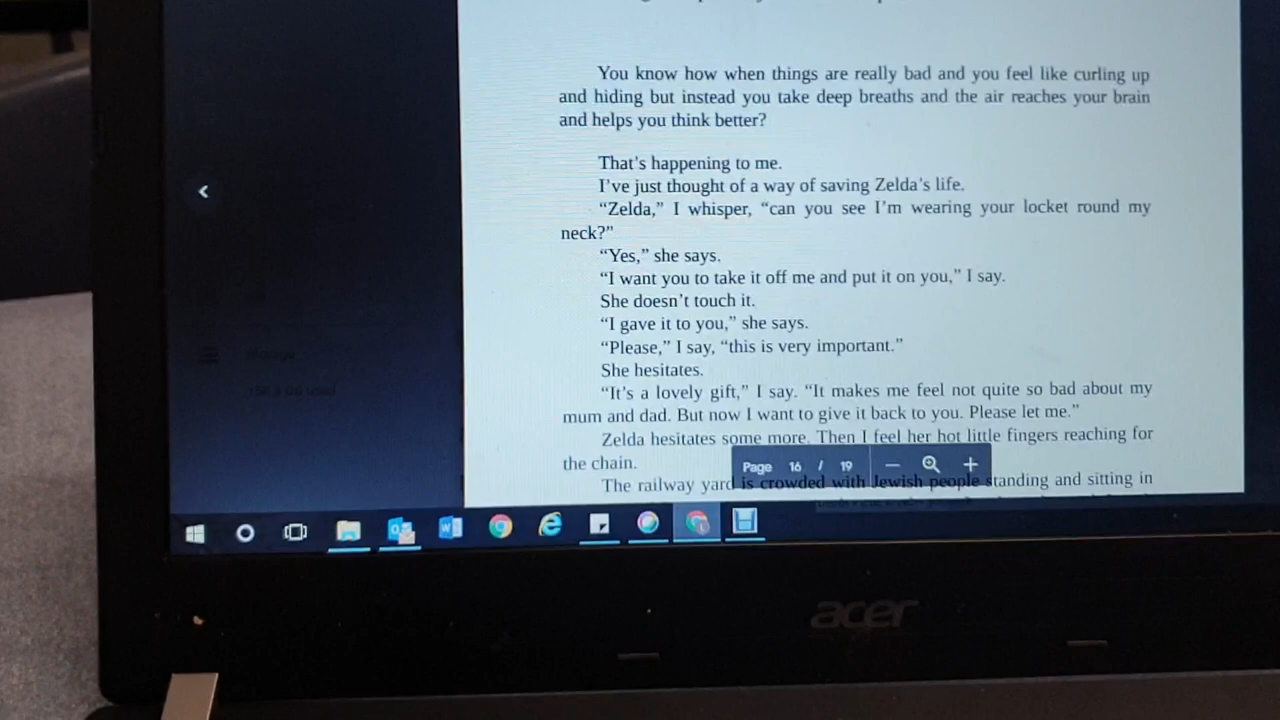 You know how when things are really bad and you feel like curling up
and hiding but instead you take deep breaths and the air reaches your brain
and helps you think better?
That’s happening to me.
I’ve just thought of a way of saving Zelda’s life.
“Zelda,” I whisper, “can you see I’m wearing your locket round my
neck?”
“Yes,” she says.
“I want you to take it off me and put it on you,” I say.
She doesn’t touch it.
“I gave it to you,” she says.
“Please,” I say, “this is very important.”
She hesitates.
“It’s a lovely gift,” I say. “It makes me feel not quite so bad about my
mum and dad. But now I want to give it back to you. Please let me.”
Zelda hesitates some more. Then I feel her hot little fingers reaching for
the chain.
Page 16 / 19
The railway yard is crowded with Jewish people standing and sitting in
acer